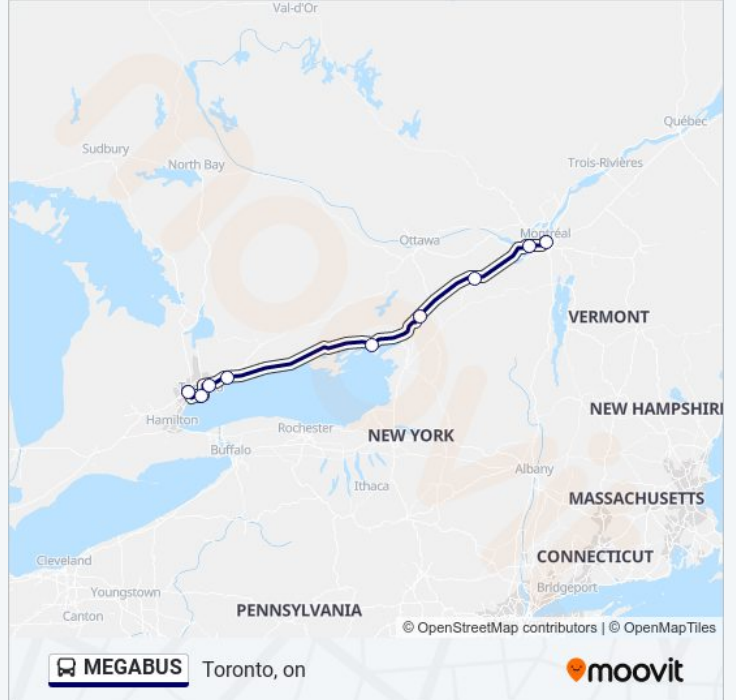 Val-d'Or
Québec
Sudbury
North Bay
Trois-Rivières
Montréal
Ottawa
VERMONT
NEW HAMPSHIR
Hamilton
Rochester
NEW YORK
Buffalo
Albany
Ithaca
MASSACHUSETTS
CONNECTICUT
Cleveland
Bridgeport
Youngstown
PENNSYLVANIA
Canton
© OpenStreetMap contributors | © OpenMapTiles
MEGABUS Toronto, on
moovit